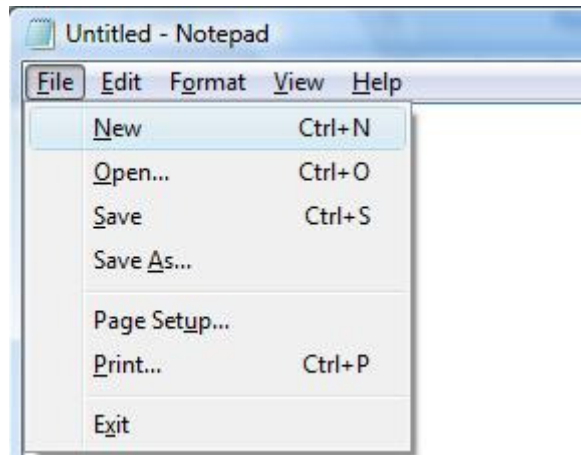 Untitled - Notepad
File Edit Format View Help
New Ctrl+N
Open... Ctrl+O
Save Ctrl+S
Save As...
Page Setup...
Print... Ctrl+P
Exit